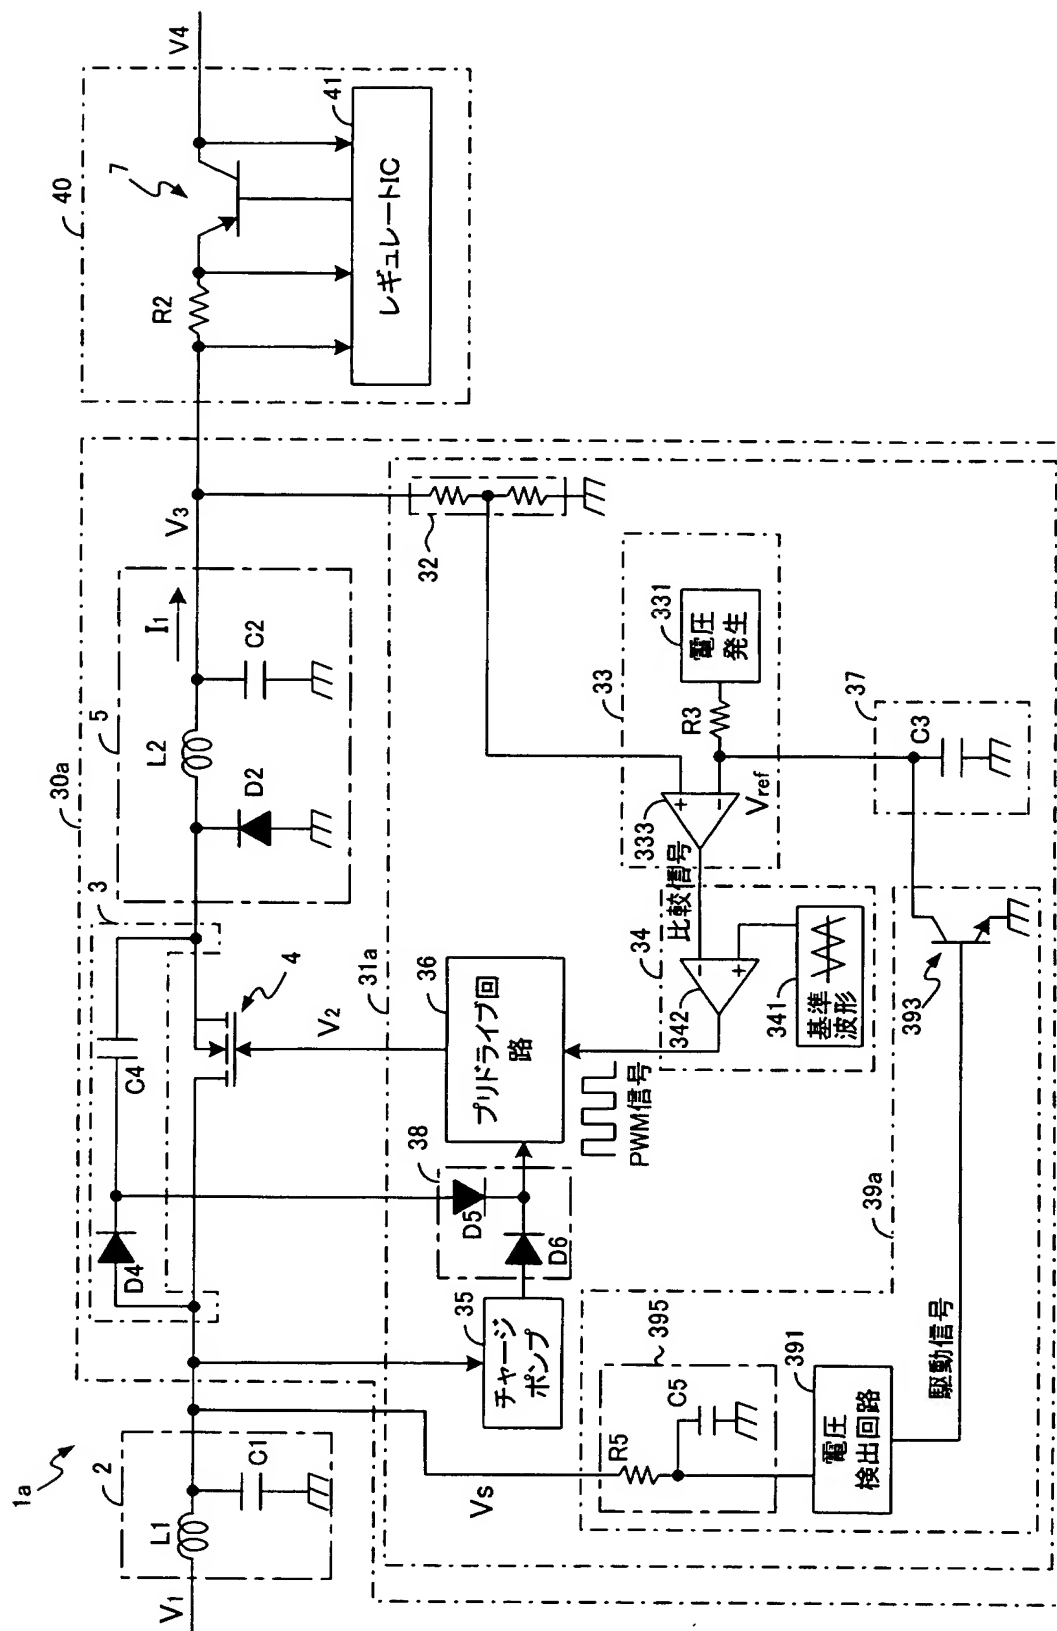 1a
V1
2
L1
C1
30a
3
D4
C4
4
V2
5
D2
L2
C2
I1
V3
40
R2
7
V4
レギュレートIC
41
31a
35
チャージ
ポンプ
38
D5
D6
36
プリドライブ回
路
PWM信号
34
342
341
基準
波形
比較信号
33
333
Vref
R3
331
電圧
発生
32
37
C3
Vs
395
R5
C5
391
電圧
検出回路
駆動信号
39a
393